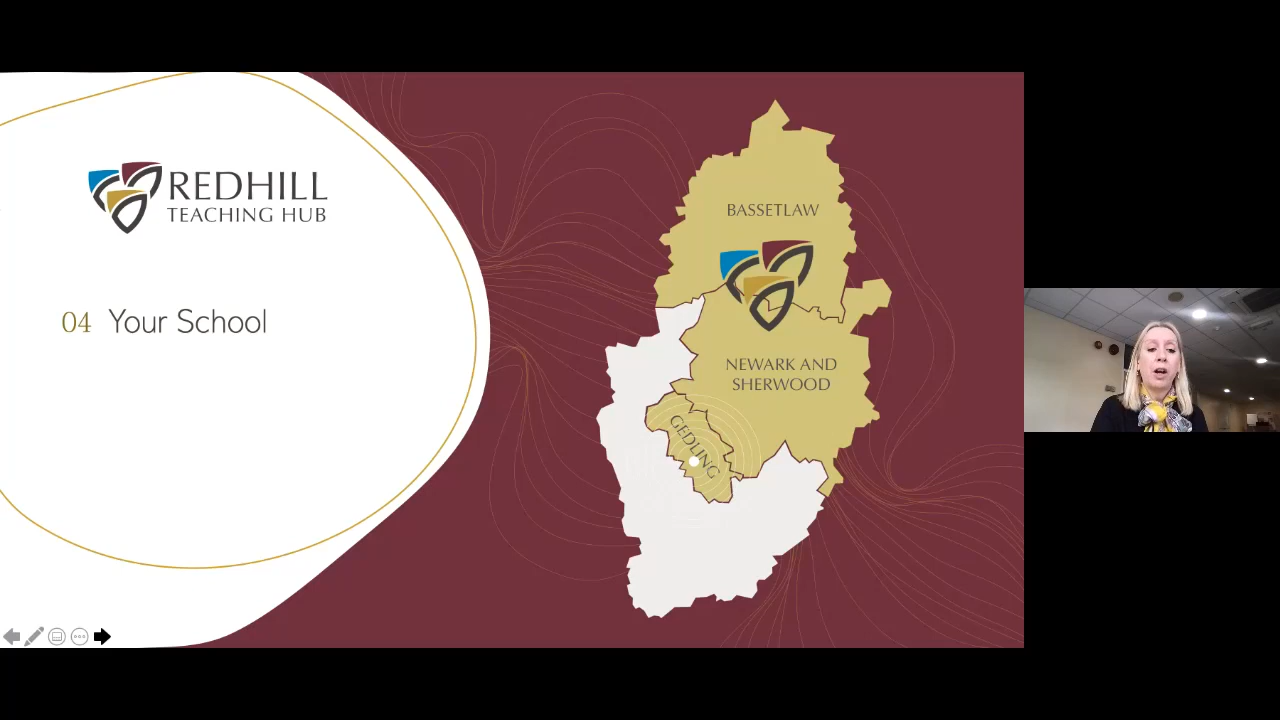 REDHILL
TEACHING HUB
04 Your School
BASSETLAW
NEWARK AND
SHERWOOD
GEDLING